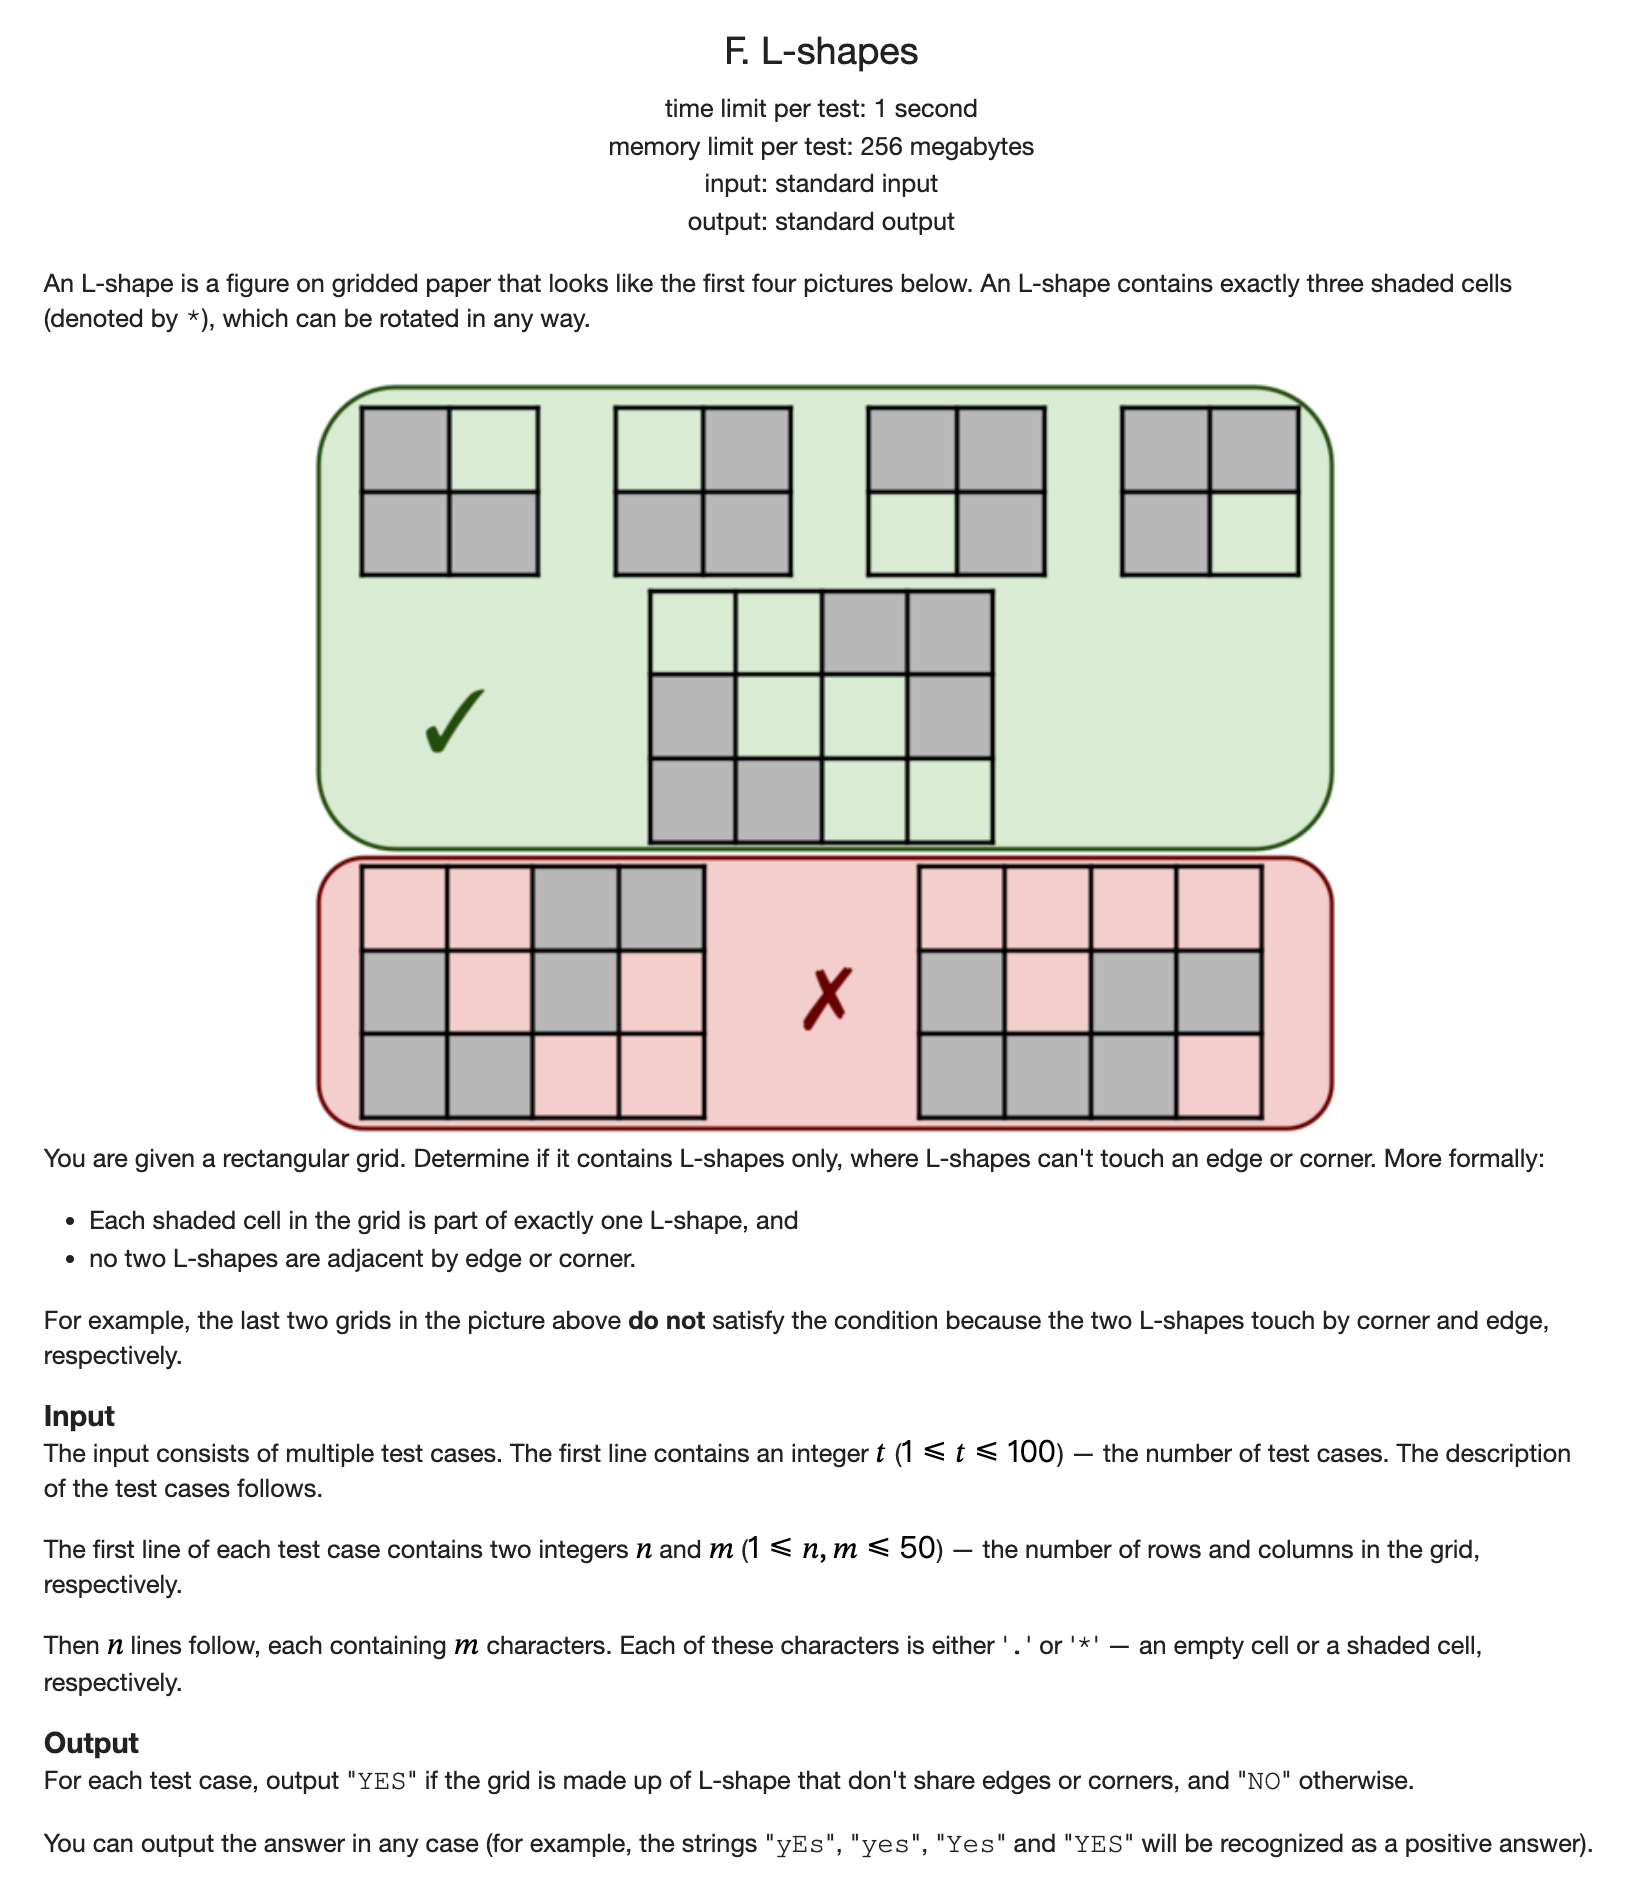 F. L-shapes
time limit per test: 1 second
memory limit per test: 256 megabytes
input: standard input
output: standard output
An L-shape is a figure on gridded paper that looks like the first four pictures below. An L-shape contains exactly three shaded cells
(denoted by *), which can be rotated in any way.
✓
✗
You are given a rectangular grid. Determine if it contains L-shapes only, where L-shapes can't touch an edge or corner. More formally:
• Each shaded cell in the grid is part of exactly one L-shape, and
• no two L-shapes are adjacent by edge or corner.
For example, the last two grids in the picture above do not satisfy the condition because the two L-shapes touch by corner and edge,
respectively.
Input
The input consists of multiple test cases. The first line contains an integer t (1 ⩽ t ⩽ 100) — the number of test cases. The description
of the test cases follows.
The first line of each test case contains two integers n and m (1 ⩽ n, m ⩽ 50) — the number of rows and columns in the grid,
respectively.
Then n lines follow, each containing m characters. Each of these characters is either '.' or '*' — an empty cell or a shaded cell,
respectively.
Output
For each test case, output "YES" if the grid is made up of L-shape that don't share edges or corners, and "NO" otherwise.
You can output the answer in any case (for example, the strings "yEs", "yes", "Yes" and "YES" will be recognized as a positive answer).